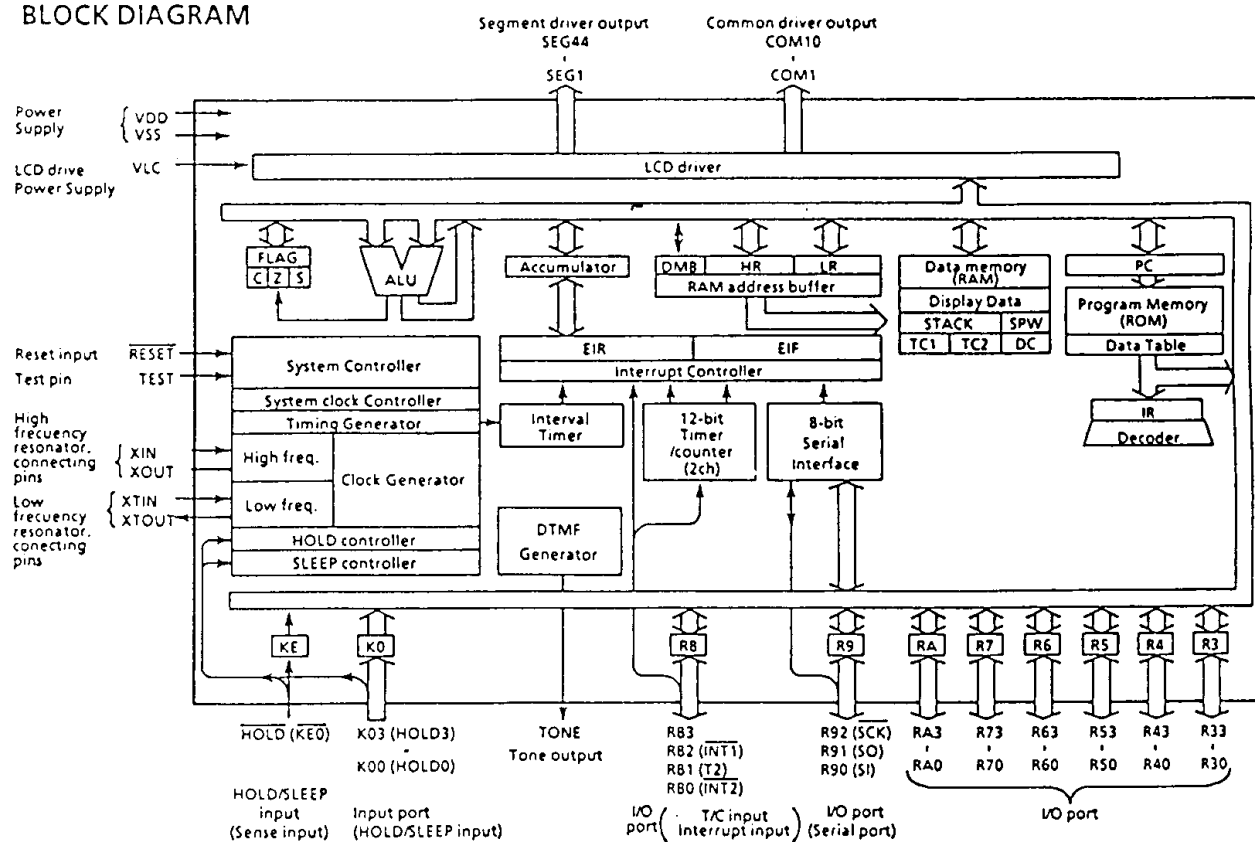 BLOCK DIAGRAM
Segment driver output
SEG44
SEG1
Common driver output
COM10
COM1
Power
Supply
VDD
VSS
LCD drive
Power Supply
VLC
LCD driver
FLAG
C Z S
ALU
Accumulator
DMB HR LR
RAM address buffer
Data memory
(RAM)
Display Data
STACK SPW
TC1 TC2 DC
PC
Program Memory
(ROM)
Data Table
IR
Decoder
Reset input RESET
Test pin TEST
System Controller
System clock Controller
Timing Generator
High freq.
Low freq.
Clock Generator
HOLD controller
SLEEP controller
EIR EIF
Interrupt Controller
Interval
Timer
12-bit
Timer
/counter
(2ch)
8-bit
Serial
Interface
DTMF
Generator
High
frecuency
resonator.
connecting
pins
XIN
XOUT
Low
frecuency
resonator.
conecting
pins
XTIN
XTOUT
KE K0 R8 R9 RA R7 R6 R5 R4 R3
HOLD (KE0)
HOLD/SLEEP
input
(Sense input)
K03 (HOLD3)
K00 (HOLD0)
Input port
(HOLD/SLEEP input)
TONE
Tone output
R83
R82 (INT1)
R81 (T2)
R80 (INT2)
I/O
port
( T/C input
Interrupt input )
R92 (SCK)
R91 (SO)
R90 (SI)
I/O port
(Serial port)
RA3 R73 R63 R53 R43 R33
RA0 R70 R60 R50 R40 R30
I/O port